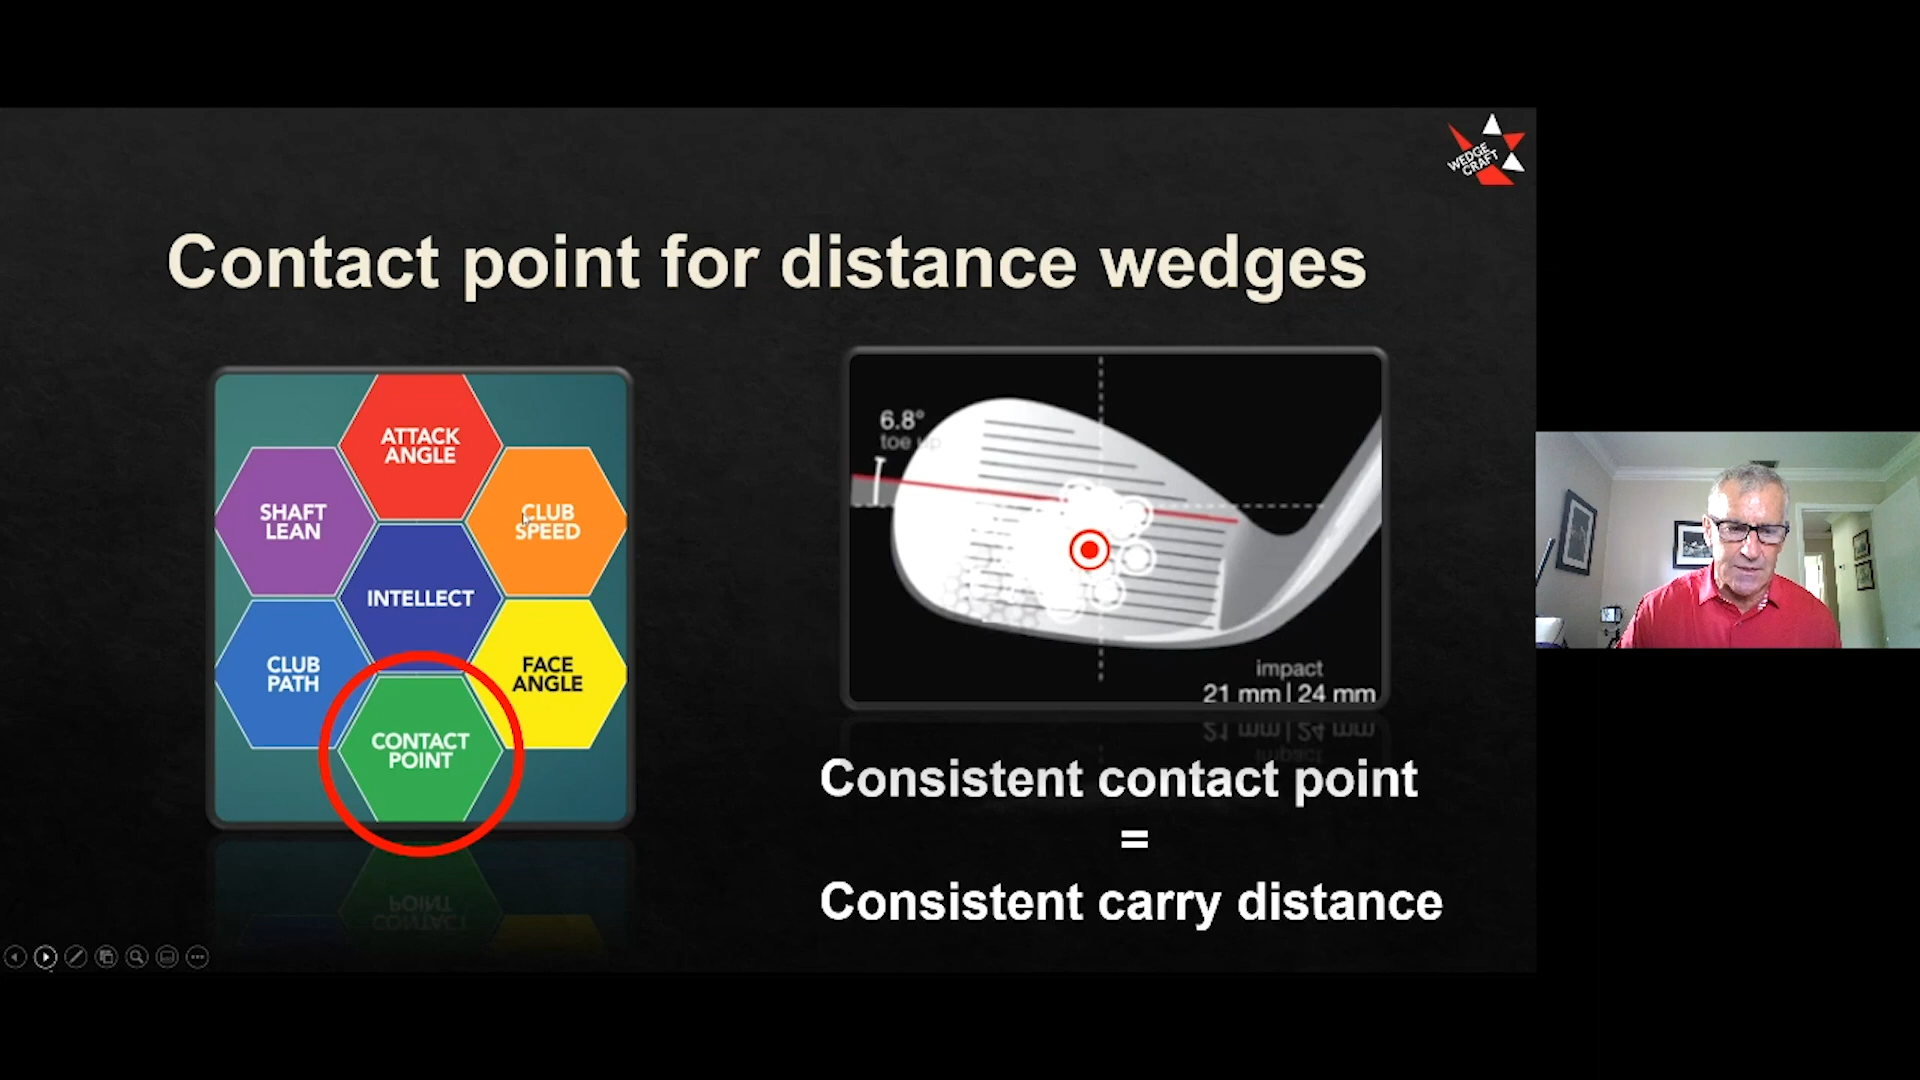 WEDGE
CRAFT
Contact point for distance wedges
ATTACK
ANGLE
SHAFT
LEAN
CLUB
SPEED
INTELLECT
CLUB
PATH
FACE
ANGLE
CONTACT
POINT
6.8°
toe up
impact
21 mm | 24 mm
Consistent contact point
=
Consistent carry distance